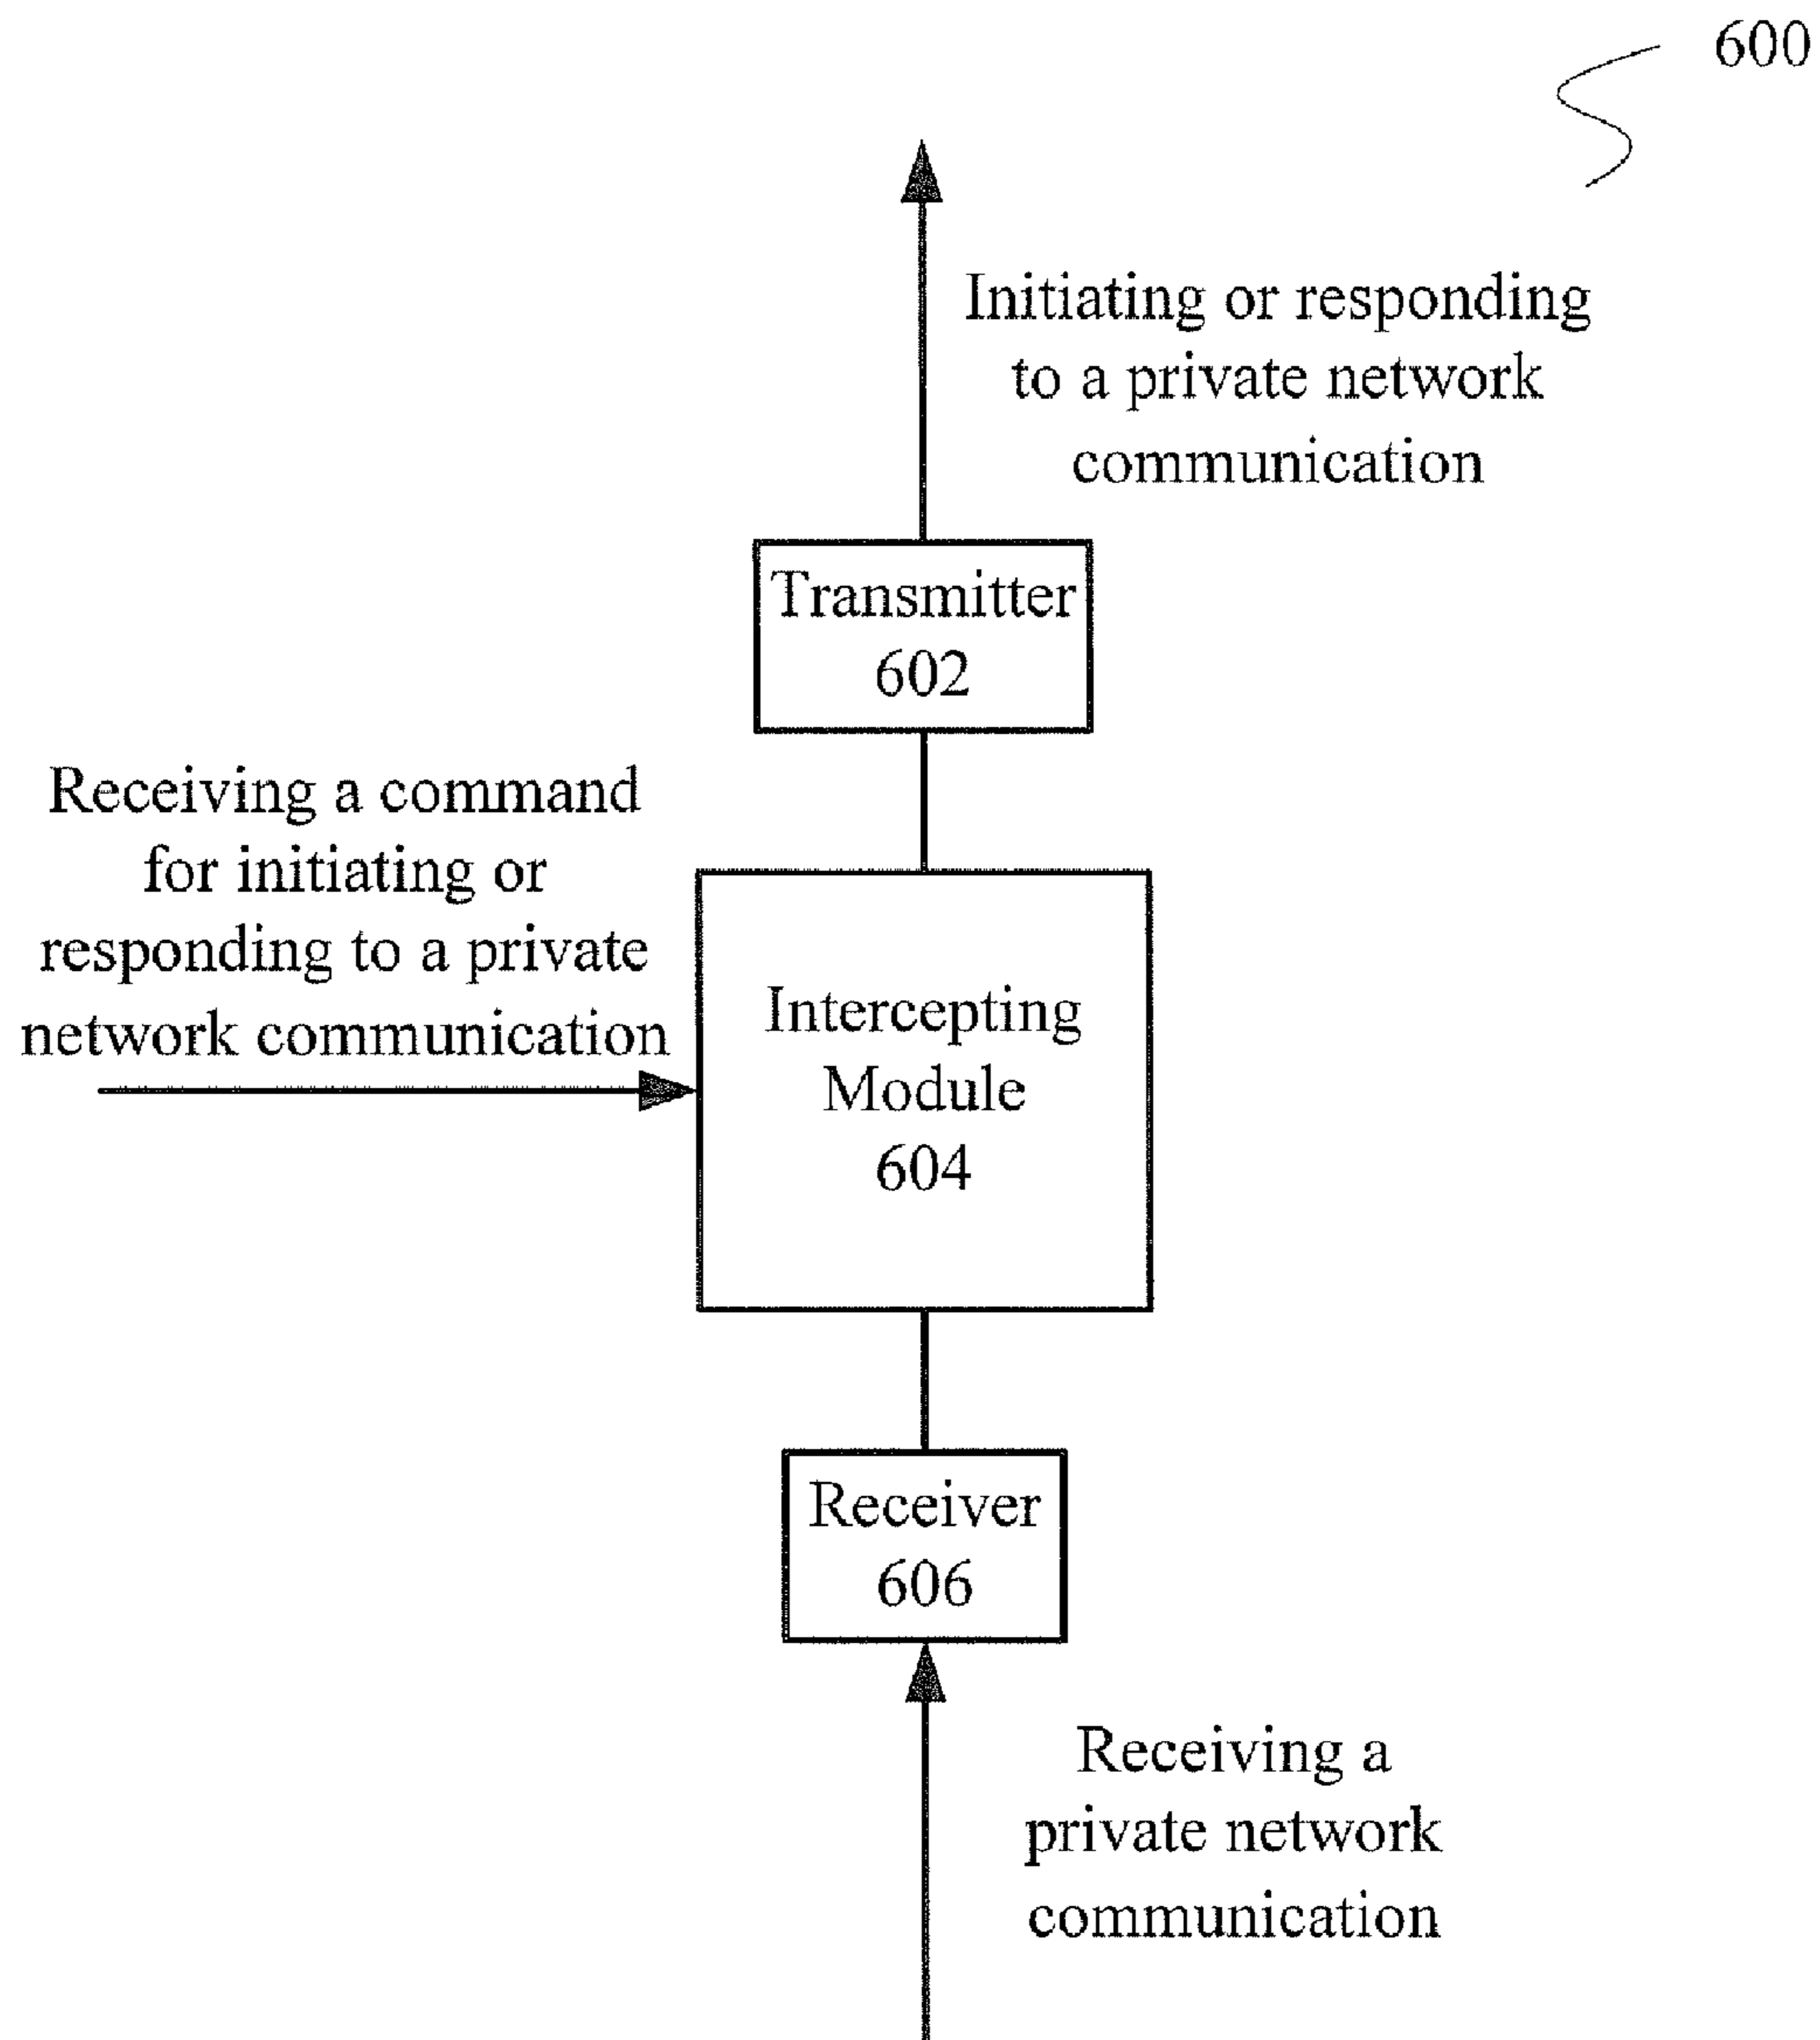 600
Initiating or responding
to a private network
communication
Transmitter
602
Receiving a command
for initiating or
responding to a private
network communication
Intercepting
Module
604
Receiver
606
Receiving a
private network
communication